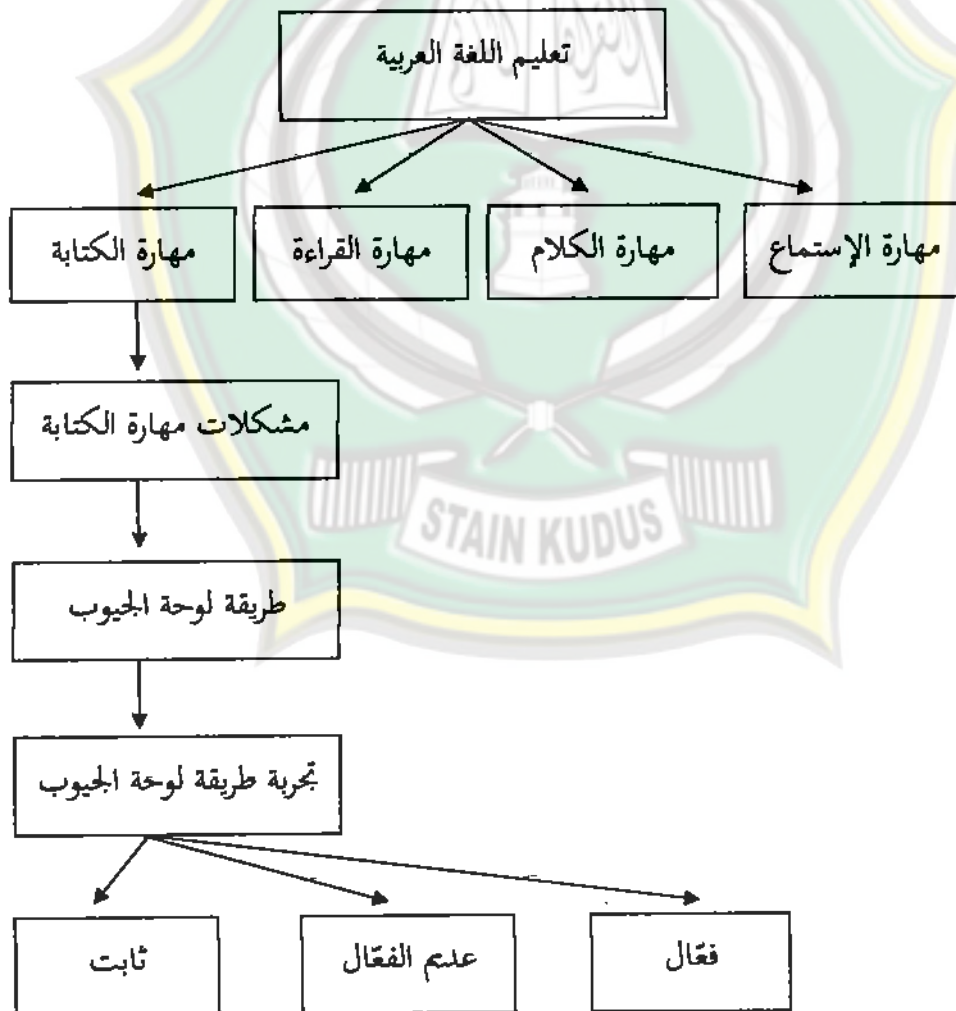 تعليم اللغة العربية
مهارة الإستماع
مهارة الكلام
مهارة القراءة
مهارة الكتابة
مشكلات مهارة الكتابة
STAIN KUDUS
طريقة لوحة الجيوب
تجربة طريقة لوحة الجيوب
فعّال
عديم الفعّال
ثابت